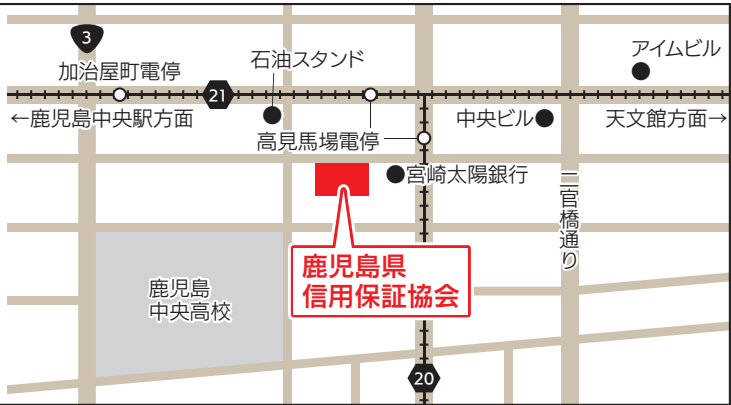 3
アイムビル
石油スタンド
加治屋町電停
21
←鹿児島中央駅方面
中央ビル
天文館方面→
高見馬場電停
宮崎太陽銀行
二官橋通り
鹿児島県
信用保証協会
鹿児島
中央高校
20